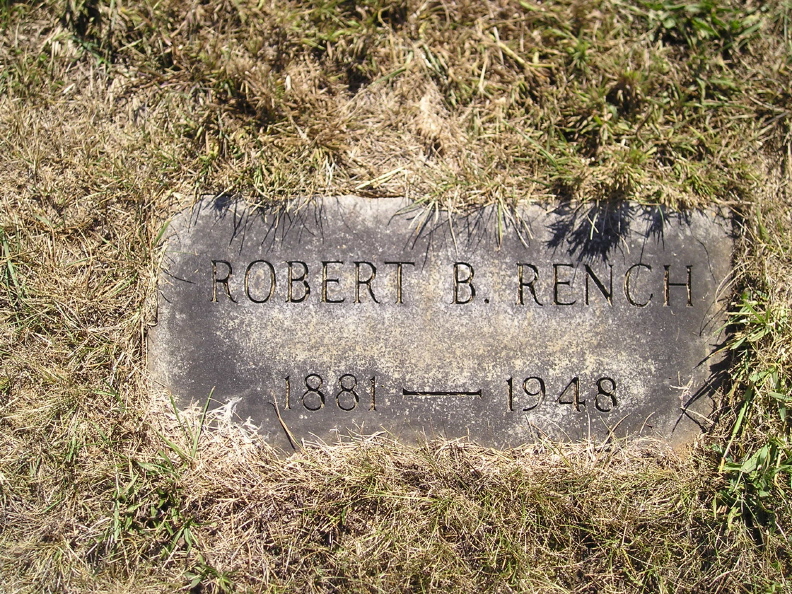 ROBERT B. RENCH
1881 — 1948